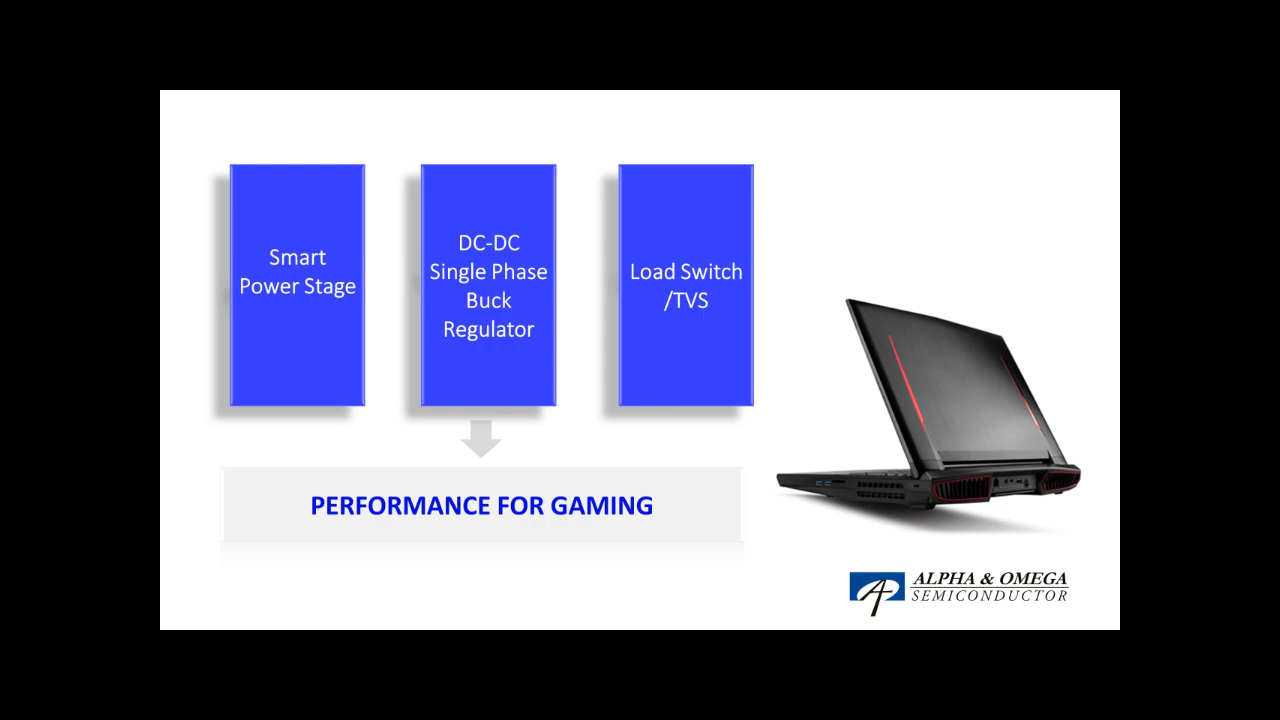 Smart
Power Stage
DC-DC
Single Phase
Buck
Regulator
Load Switch
/TVS
PERFORMANCE FOR GAMING
ALPHA & OMEGA
SEMICONDUCTOR